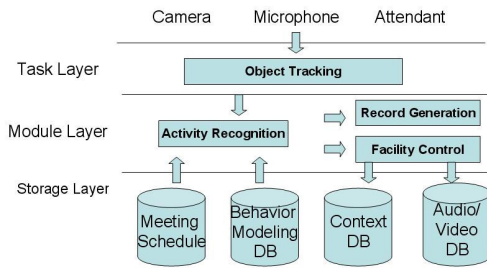 Camera Microphone Attendant
Task Layer
Object Tracking
Record Generation
Module Layer
Activity Recognition
Facility Control
Storage Layer
Meeting
Schedule
Behavior
Modeling
DB
Context
DB
Audio/
Video
DB